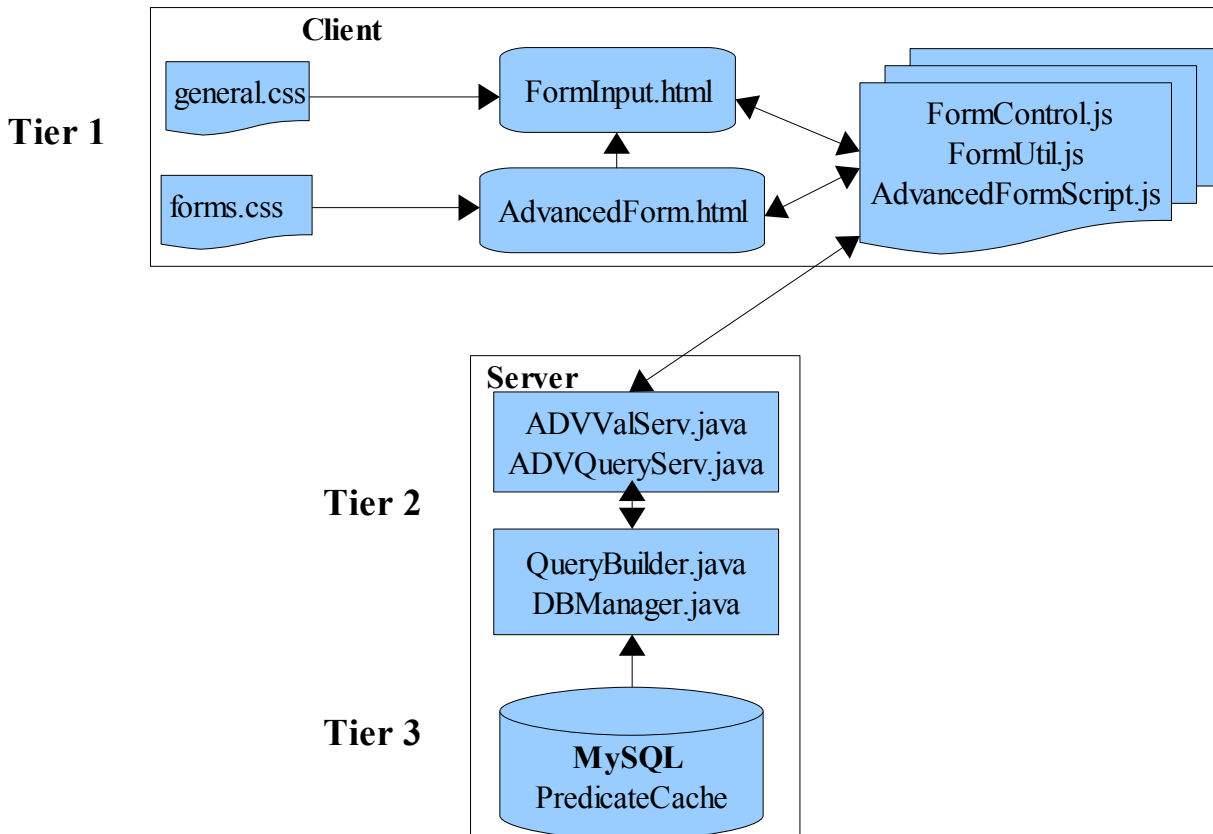 Client
general.css
FormInput.html
Tier 1
FormControl.js
FormUtil.js
AdvancedFormScript.js
forms.css
AdvancedForm.html
Server
ADVValServ.java
ADVQueryServ.java
Tier 2
QueryBuilder.java
DBManager.java
Tier 3
MySQL
PredicateCache